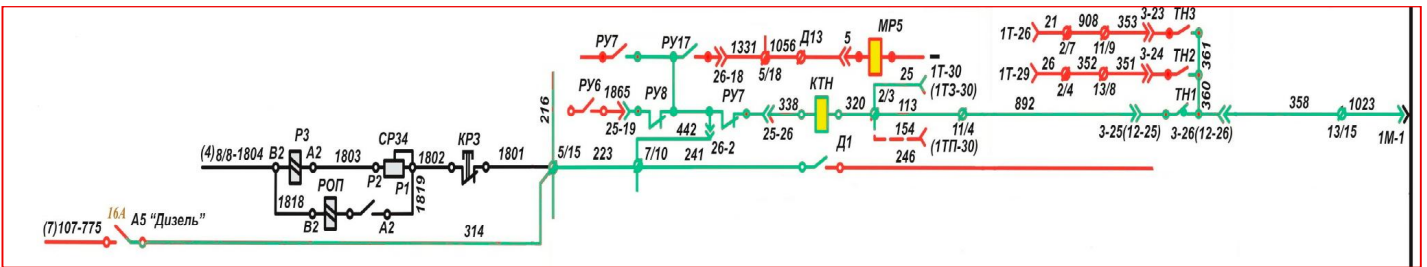 3-23 ТН3
1Т-26 21 908 353
2/7 11/9
361
3-24 ТН2
1Т-29 26 352 351
2/4 13/8
360
ТН1
РУ7 РУ17 1331 1056 Д13 5 МР5
26-18 5/18
25 1Т-30
(1ТЗ-30)
РУ6 1865 РУ8 РУ7 338 КТН 320 2/3 113 892 358 1023
25-19 442 26-2 25-26 11/4 3-25(12-25) 3-26(12-26) 13/15 1М-1
154
(1ТП-30)
216
5/15 223 7/10 241 Д1 246
(4)8/8-1804 В2 Р3 А2 1803 СР34 Р2 Р1 1802 КР3 1801
1818 РОП 1819
В2 А2
(7)107-775 16А А5 “Дизель” 314